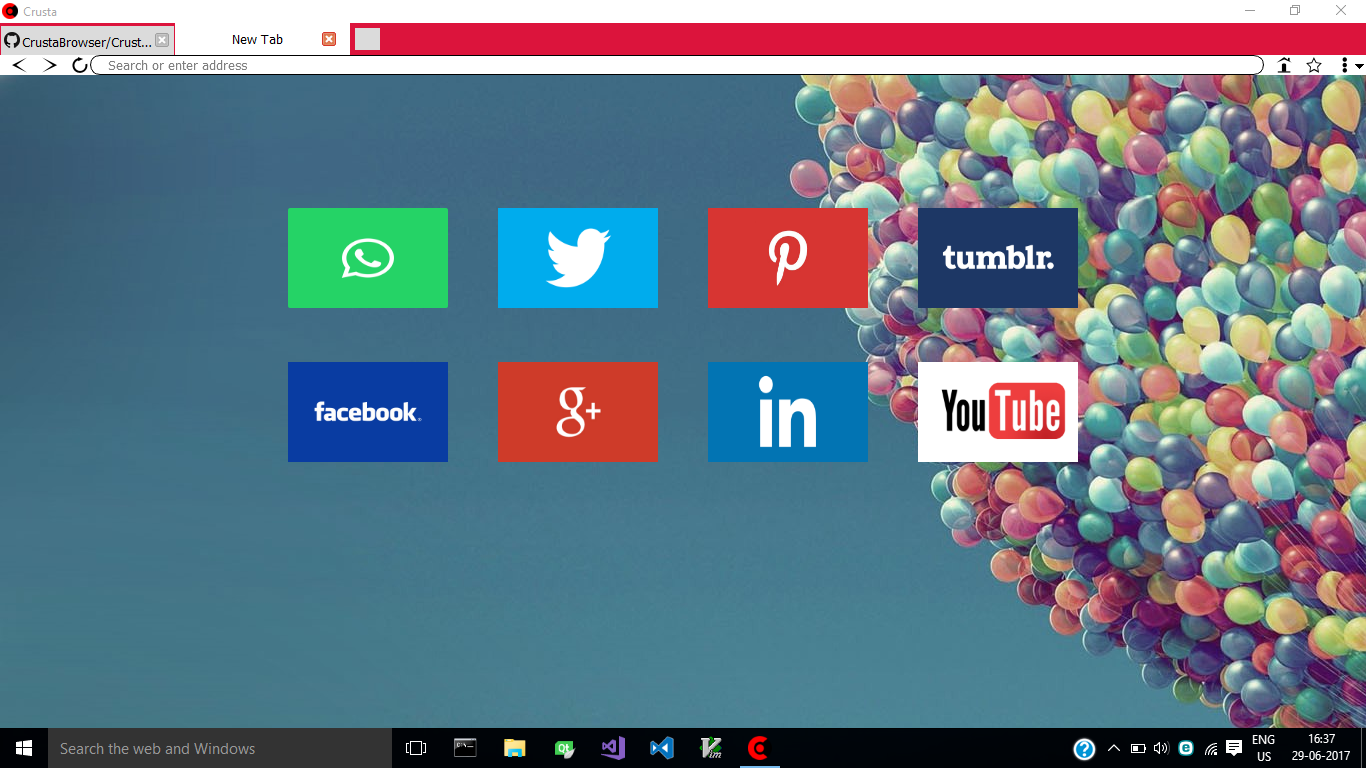 Crusta
CrustaBrowser/Crust...
New Tab
Search or enter address
tumblr.
facebook
g+
in
YouTube
Search the web and Windows
ENG
US
16:37
29-06-2017